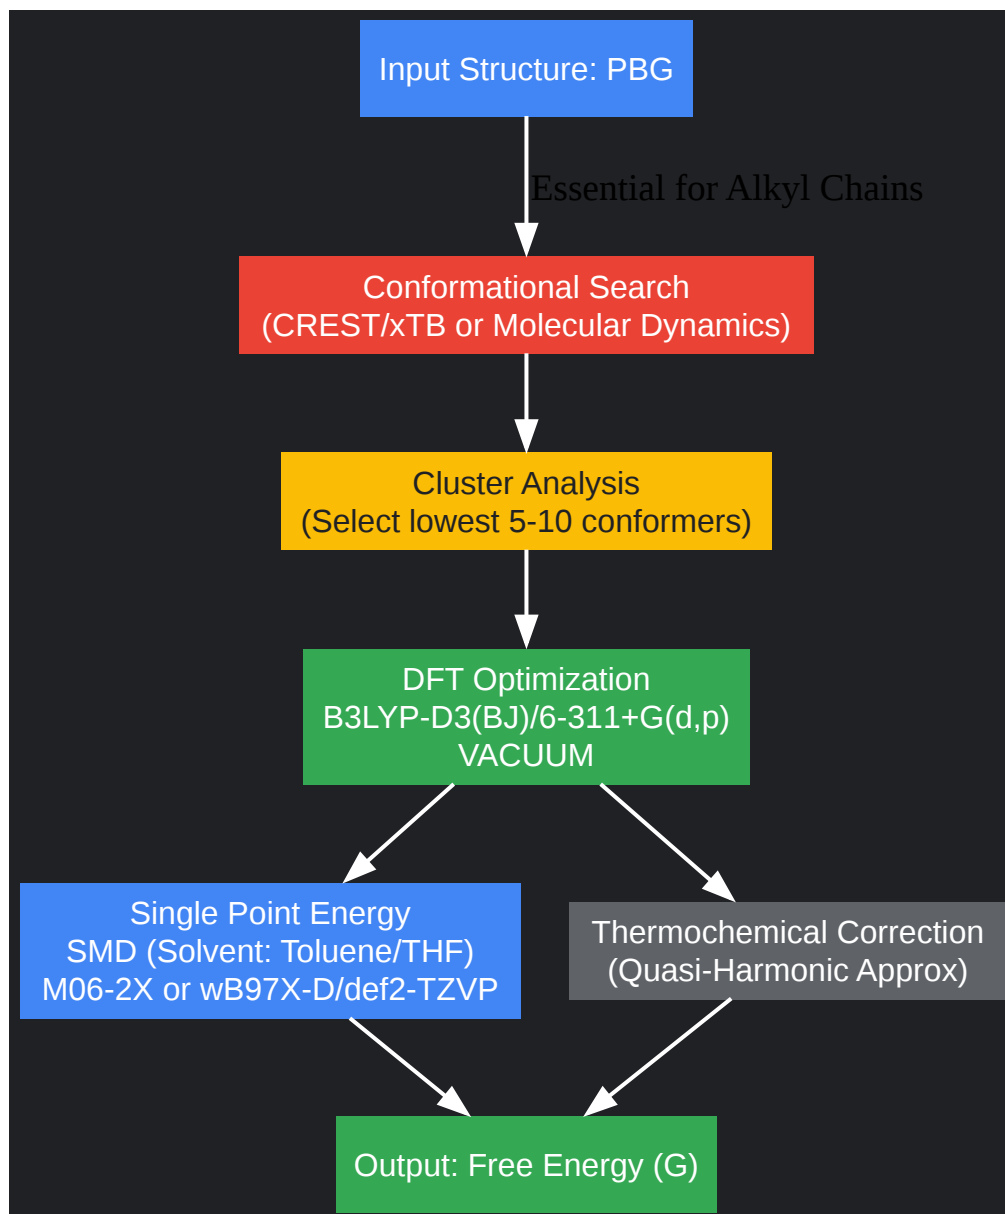 Input Structure: PBG
Essential for Alkyl Chains
Conformational Search
(CREST/xTB or Molecular Dynamics)
Cluster Analysis
(Select lowest 5-10 conformers)
DFT Optimization
B3LYP-D3(BJ)/6-311+G(d,p)
VACUUM
Single Point Energy
SMD (Solvent: Toluene/THF)
M06-2X or wB97X-D/def2-TZVP
Thermochemical Correction
(Quasi-Harmonic Approx)
Output: Free Energy (G)